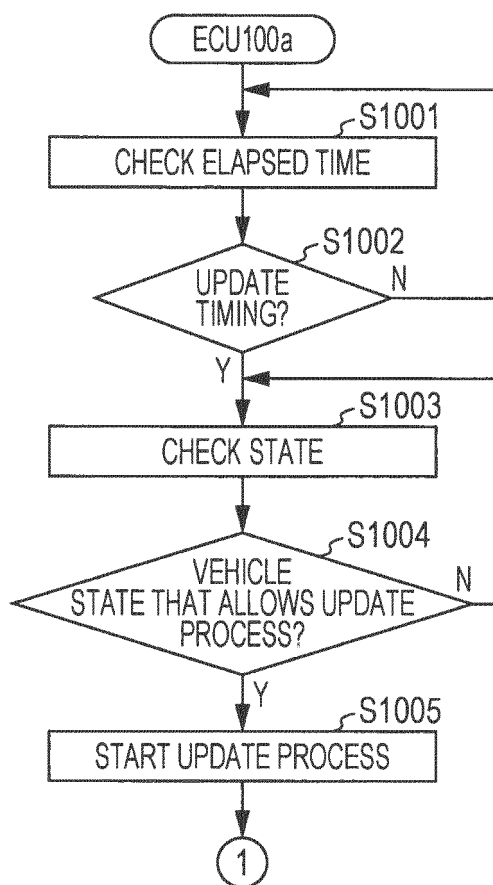 ECU100a
S1001
CHECK ELAPSED TIME
S1002
UPDATE
TIMING?
N
Y
S1003
CHECK STATE
S1004
VEHICLE
STATE THAT ALLOWS UPDATE
PROCESS?
N
Y
S1005
START UPDATE PROCESS
1